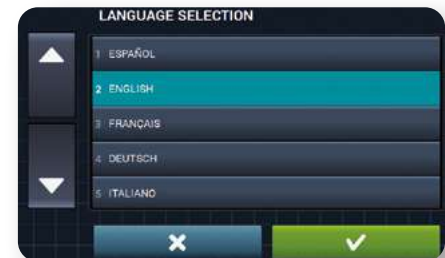 LANGUAGE SELECTION
1 ESPAÑOL
2 ENGLISH
3 FRANÇAIS
4 DEUTSCH
5 ITALIANO